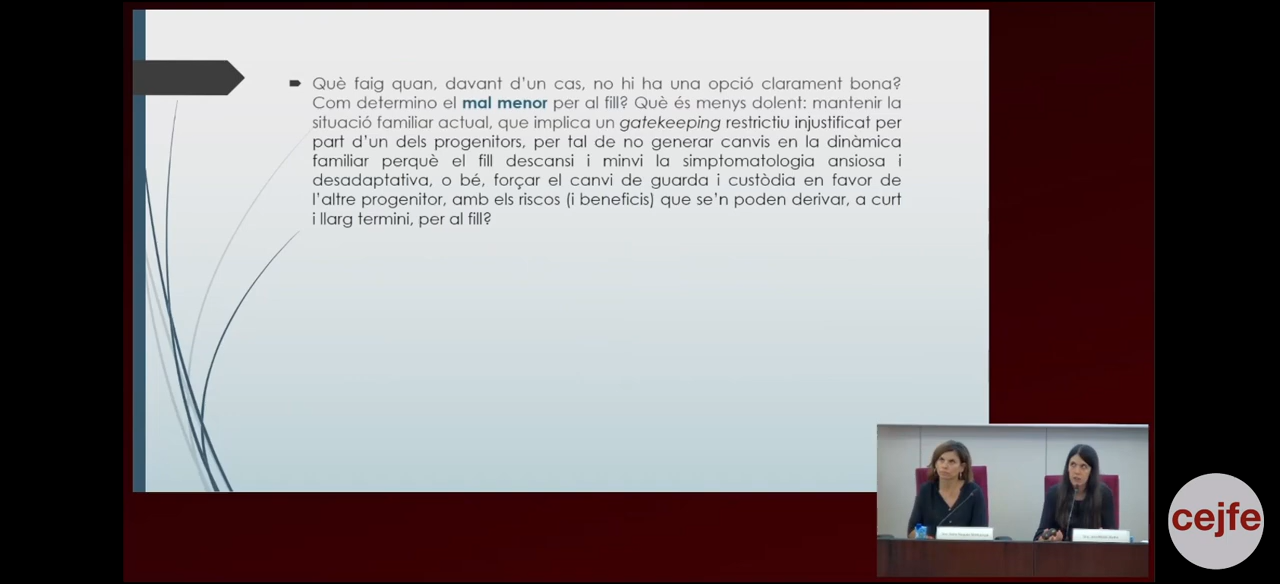 Què faig quan, davant d'un cas, no hi ha una opció clarament bona?
Com determino el mal menor per al fill? Què és menys dolent: mantenir la
situació familiar actual, que implica un gatekeeping restrictiu injustificat per
part d'un dels progenitors, per tal de no generar canvis en la dinàmica
familiar perquè el fill descansi i minvi la simptomatologia ansiosa i
desadaptativa, o bé, forçar el canvi de guarda i custòdia en favor de
l'altre progenitor, amb els riscos (i beneficis) que se'n poden derivar, a curt
i llarg termini, per al fill?
cejfe